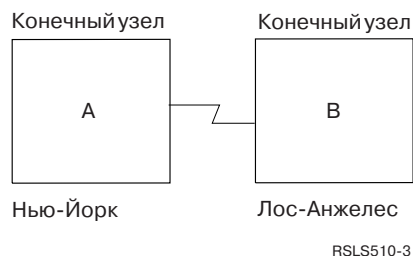 Конечный узел
Конечный узел
А
В
Нью-Йорк
Лос-Анжелес
RSLS510-3